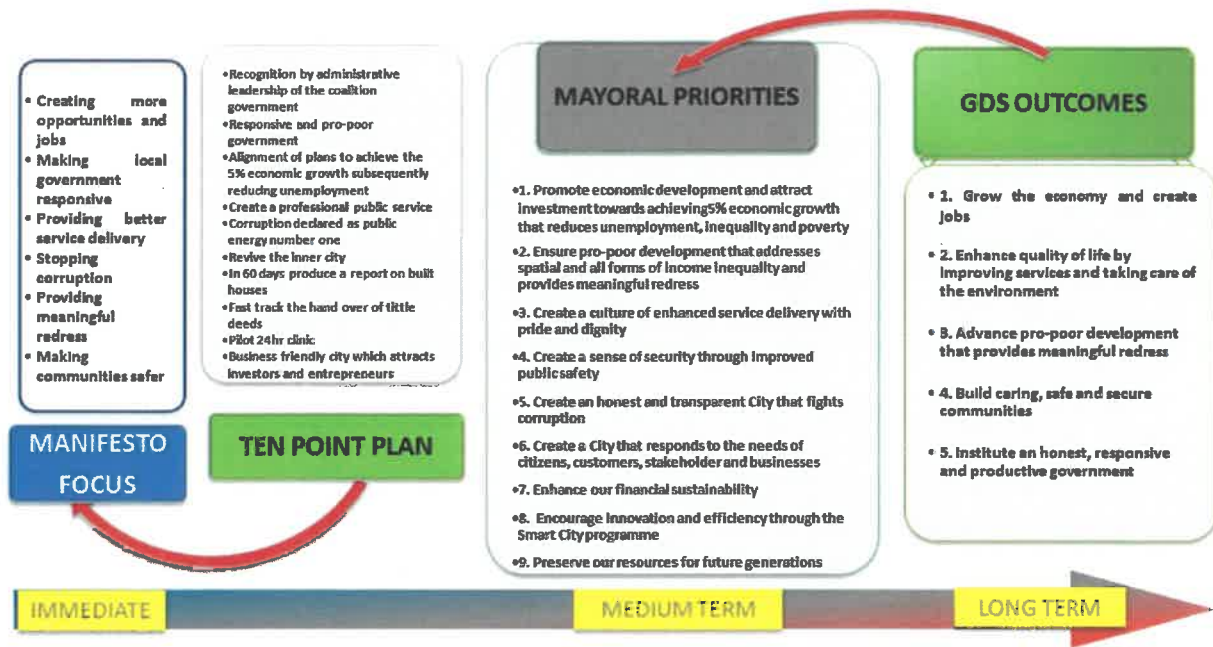 • Creating more
opportunities and
jobs
• Making local
government
responsive
• Providing better
service delivery
• Stopping
corruption
• Providing
meaningful
redress
• Making
communities safer
MANIFESTO
FOCUS
•Recognition by administrative
leadership of the coalition
government
•Responsive and pro-poor
government
•Alignment of plans to achieve the
5% economic growth subsequently
reducing unemployment
•Create a professional public service
•Corruption declared as public
energy number one
•Revive the inner city
•In 60 days produce a report on built
houses
•Fast track the hand over of tittle
deeds
•Pilot 24hr clinic
•Business friendly city which attracts
investors and entrepreneurs
TEN POINT PLAN
MAYORAL PRIORITIES
•1. Promote economic development and attract
investment towards achieving5% economic growth
that reduces unemployment, inequality and poverty
•2. Ensure pro-poor development that addresses
spatial and all forms of income inequality and
provides meaningful redress
•3. Create a culture of enhanced service delivery with
pride and dignity
•4. Create a sense of security through improved
public safety
•5. Create an honest and transparent City that fights
corruption
•6. Create a City that responds to the needs of
citizens, customers, stakeholder and businesses
•7. Enhance our financial sustainability
•8. Encourage innovation and efficiency through the
Smart City programme
•9. Preserve our resources for future generations
GDS OUTCOMES
• 1. Grow the economy and create
jobs
• 2. Enhance quality of life by
improving services and taking care of
the environment
• 3. Advance pro-poor development
that provides meaningful redress
• 4. Build caring, safe and secure
communities
• 5. Institute an honest, responsive
and productive government
IMMEDIATE
MEDIUM TERM
LONG TERM